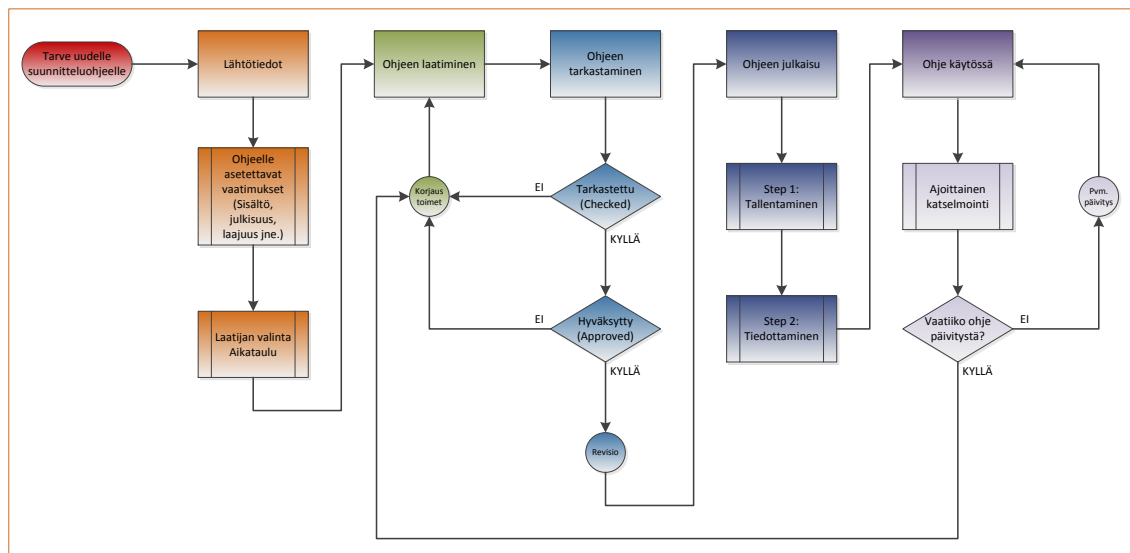 Tarve uudelle
suunnitteluohjeelle
Lähtötiedot
Ohjeelle
asetettavat
vaatimukset
(Sisältö,
julkisuus,
laajuus jne.)
Laatijan valinta
Aikataulu
Ohjeen laatiminen
Korjaus
toimet
Ohjeen
tarkastaminen
EI
Tarkastettu
(Checked)
KYLLÄ
EI
Hyväksytty
(Approved)
KYLLÄ
Revisio
Ohjeen julkaisu
Step 1:
Tallentaminen
Step 2:
Tiedottaminen
Ohje käytössä
Ajoittainen
katselmointi
Vaatiiko ohje
päivitystä?
EI
KYLLÄ
Pvm.
päivitys